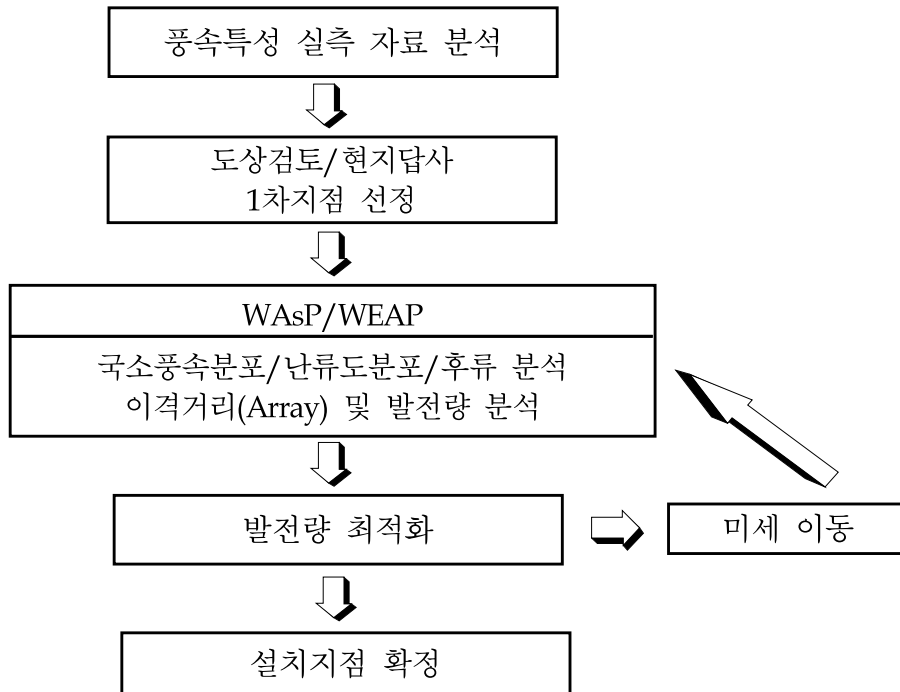 풍속특성 실측 자료 분석
도상검토/현지답사
1차지점 선정
WAsP/WEAP
국소풍속분포/난류도분포/후류 분석
이격거리(Array) 및 발전량 분석
발전량 최적화
미세 이동
설치지점 확정